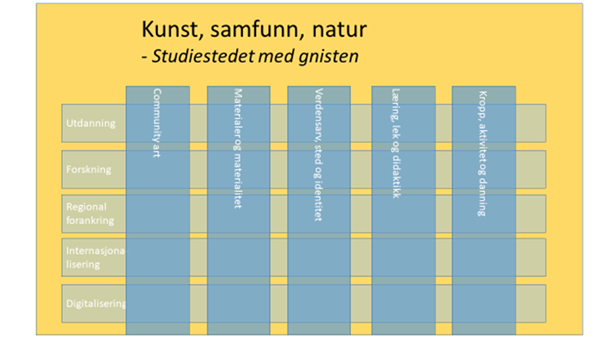 Kunst, samfunn, natur
- Studiestedet med gnisten
Community art
Materialer og materialitet
Verdensarv, sted og identitet
Læring, lek og didaktikk
Kropp, aktivitet og danning
Utdanning
Forskning
Regional
forankring
Internasjona
lisering
Digitalisering